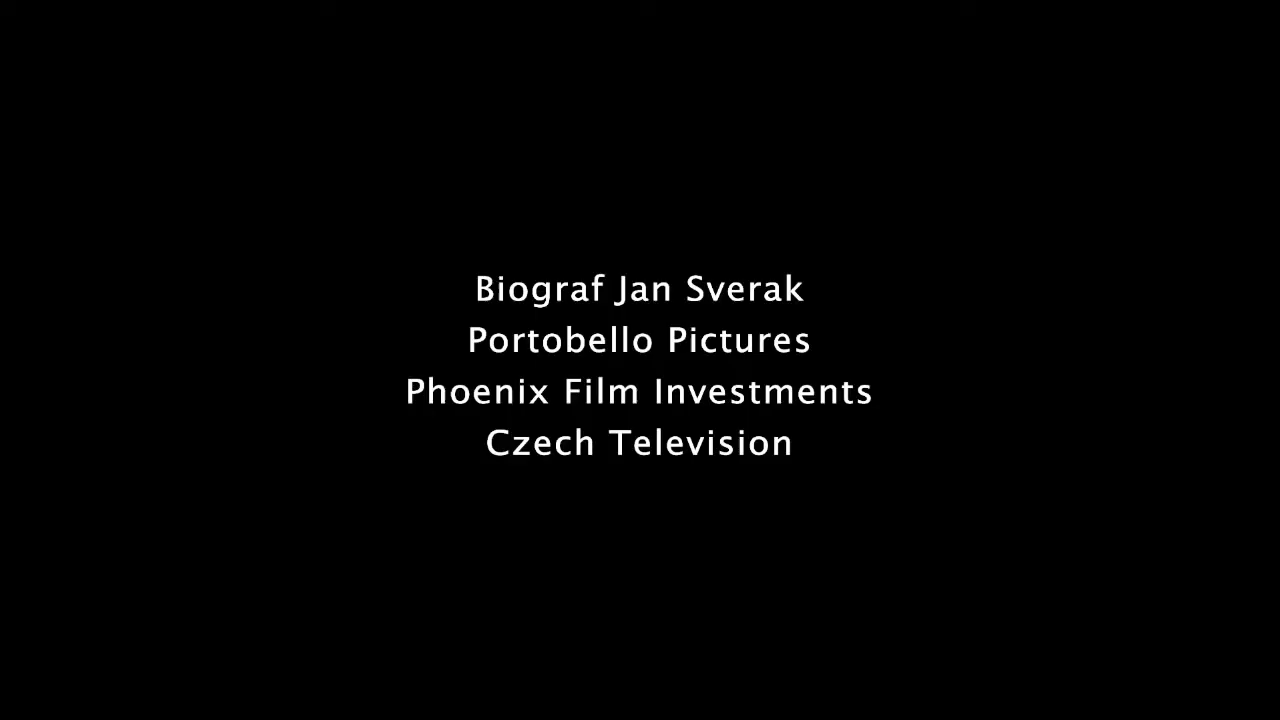 Biograf Jan Sverak
Portobello Pictures
Phoenix Film Investments
Czech Television